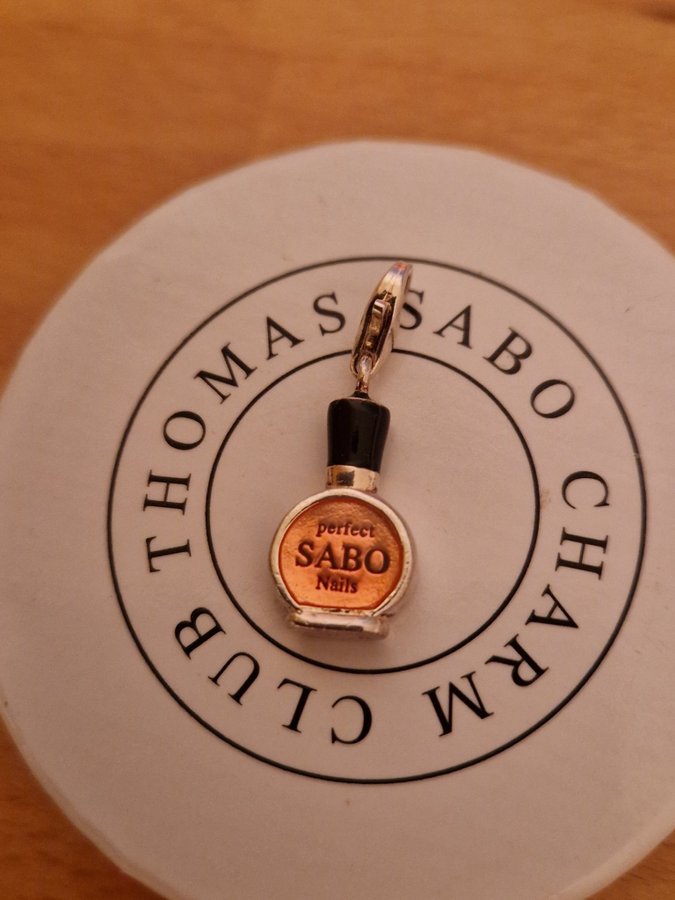 THOMAS SABO CHARM CLUB
perfect
SABO
Nails